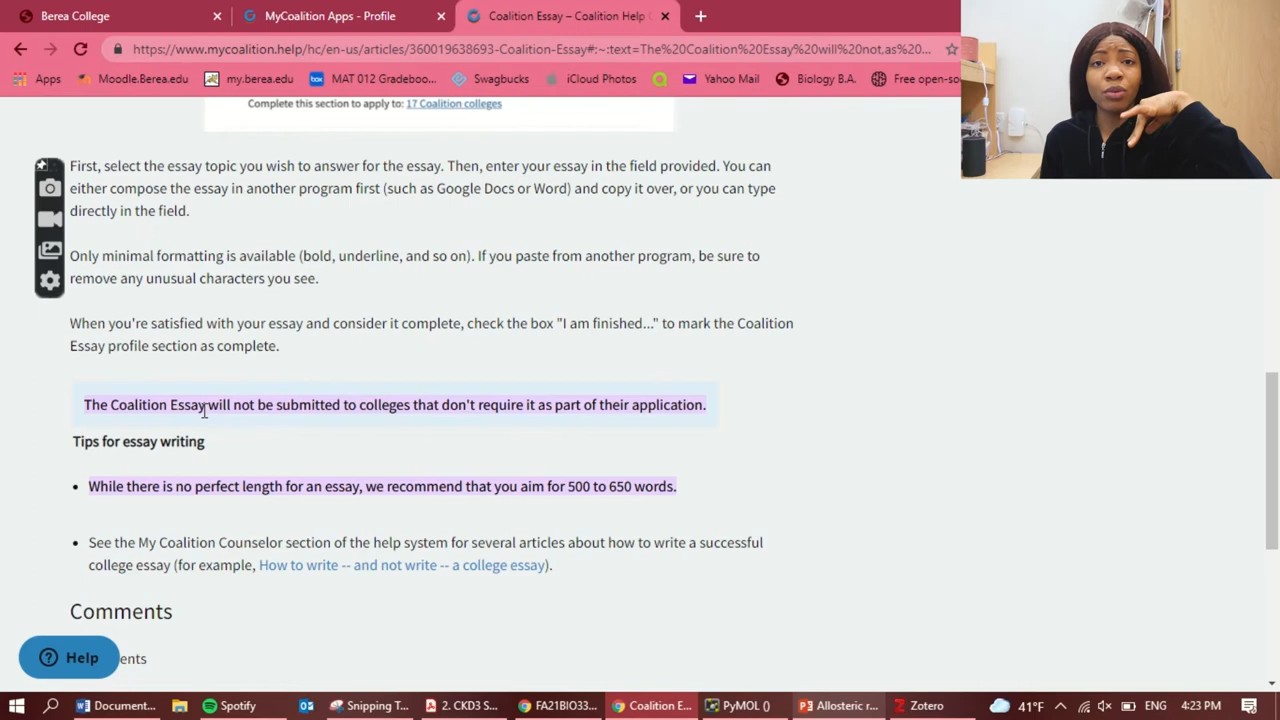 Berea College
MyCoalition Apps - Profile
Coalition Essay – Coalition Help
https://www.mycoalition.help/hc/en-us/articles/360019638693-Coalition-Essay#:~:text=The%20Coalition%20Essay%20will%20not,as%20...
Apps
Moodle.Berea.edu
my.berea.edu
box
MAT 012 Gradeboo...
Swagbucks
iCloud Photos
Yahoo Mail
Biology B.A.
Free open-so
Complete this section to apply to: 17 Coalition colleges
First, select the essay topic you wish to answer for the essay. Then, enter your essay in the field provided. You can
either compose the essay in another program first (such as Google Docs or Word) and copy it over, or you can type
directly in the field.
Only minimal formatting is available (bold, underline, and so on). If you paste from another program, be sure to
remove any unusual characters you see.
When you're satisfied with your essay and consider it complete, check the box "I am finished..." to mark the Coalition
Essay profile section as complete.
The Coalition Essay will not be submitted to colleges that don't require it as part of their application.
Tips for essay writing
• While there is no perfect length for an essay, we recommend that you aim for 500 to 650 words.
• See the My Coalition Counselor section of the help system for several articles about how to write a successful
college essay (for example, How to write -- and not write -- a college essay).
Comments
ents
Help
Document...
Spotify
Snipping T...
2. CKD3 S...
FA21BIO33...
Coalition E...
PyMOL ()
Allosteric r...
Zotero
41°F
ENG
4:23 PM